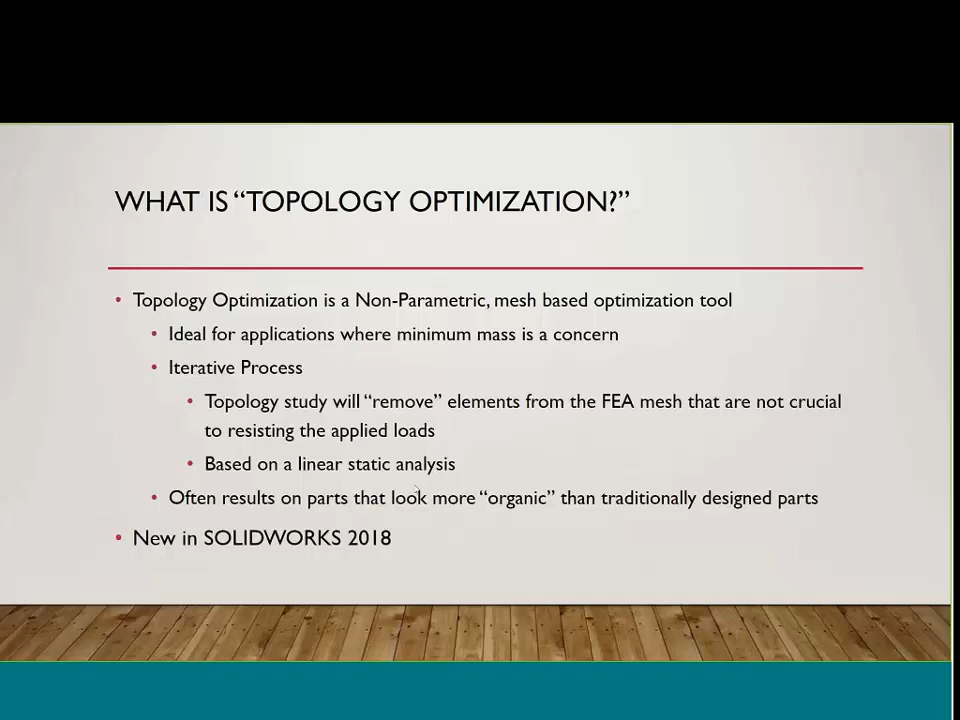 WHAT IS “TOPOLOGY OPTIMIZATION?”
• Topology Optimization is a Non-Parametric, mesh based optimization tool
• Ideal for applications where minimum mass is a concern
• Iterative Process
• Topology study will “remove” elements from the FEA mesh that are not crucial
to resisting the applied loads
• Based on a linear static analysis
• Often results on parts that look more “organic” than traditionally designed parts
• New in SOLIDWORKS 2018